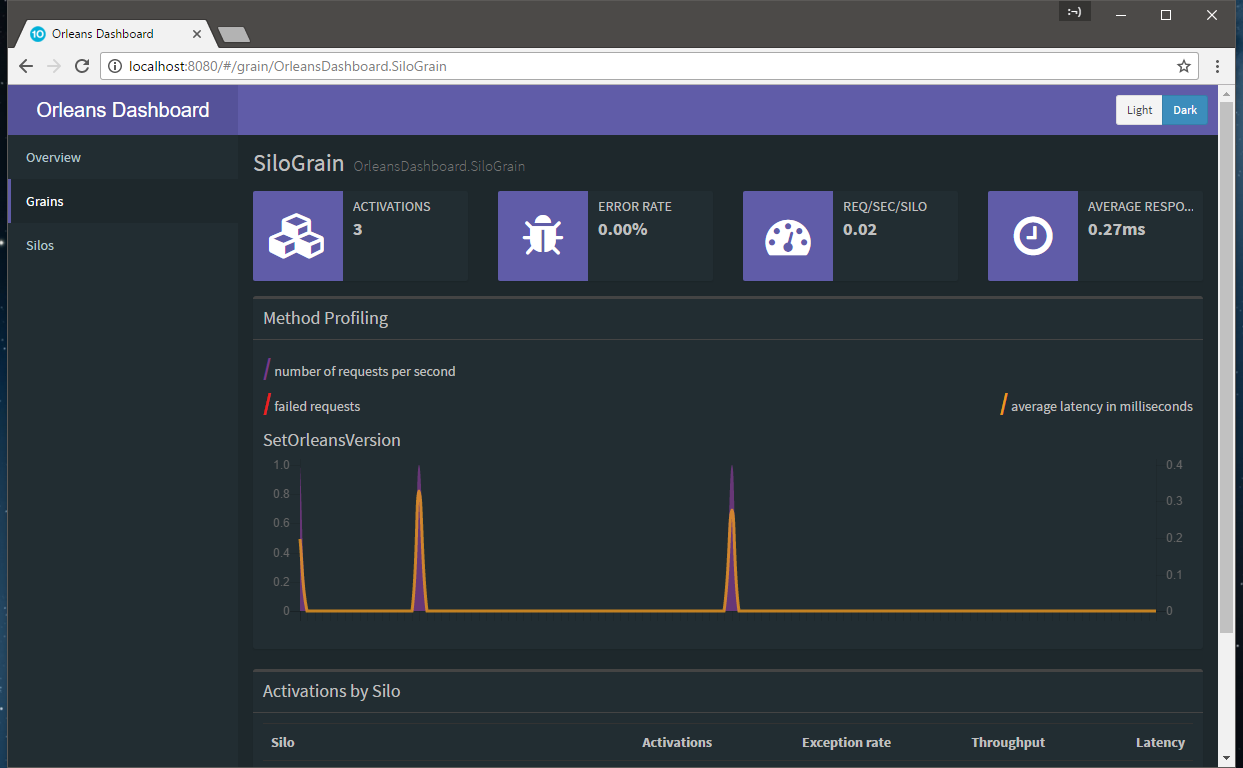 :¬)
10 Orleans Dashboard
localhost:8080/#/grain/OrleansDashboard.SiloGrain
Orleans Dashboard
Light Dark
Overview
Grains
Silos
SiloGrain OrleansDashboard.SiloGrain
ACTIVATIONS
3
ERROR RATE
0.00%
REQ/SEC/SILO
0.02
AVERAGE RESPO...
0.27ms
Method Profiling
number of requests per second
failed requests
average latency in milliseconds
SetOrleansVersion
1.0
0.8
0.6
0.4
0.2
0
0.4
0.3
0.2
0.1
0
Activations by Silo
Silo Activations Exception rate Throughput Latency